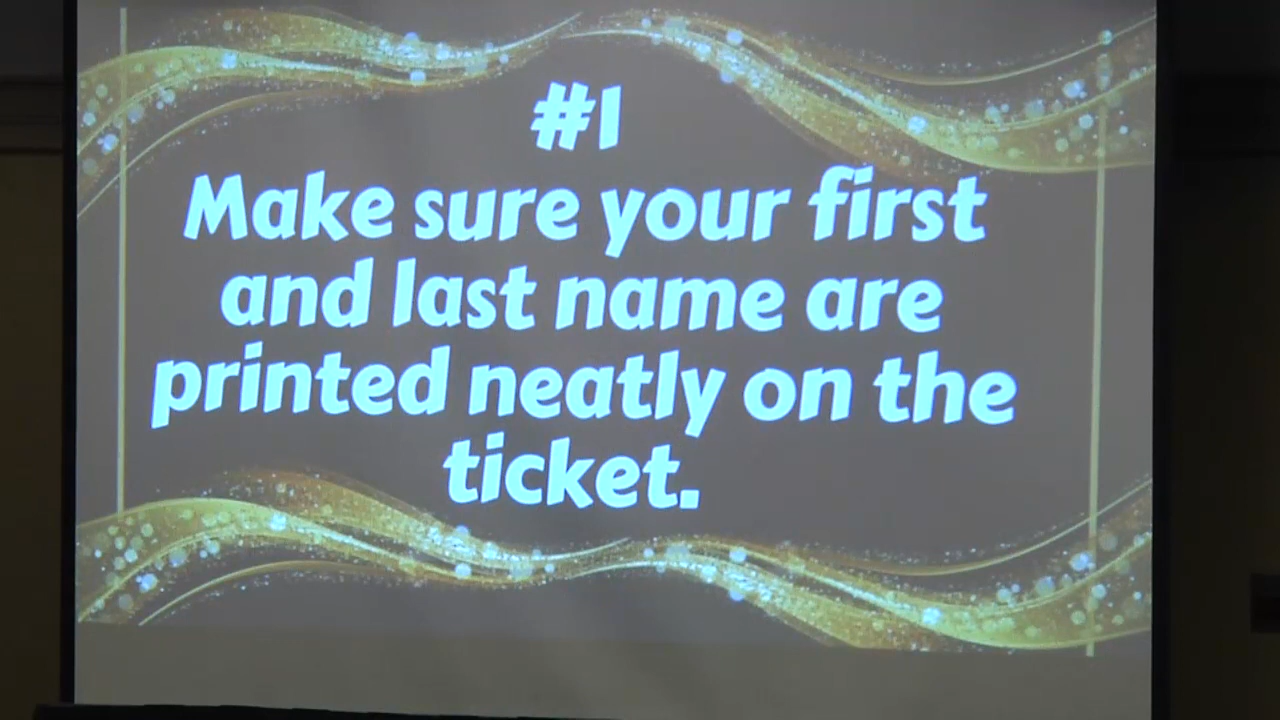 #1
Make sure your first
and last name are
printed neatly on the
ticket.